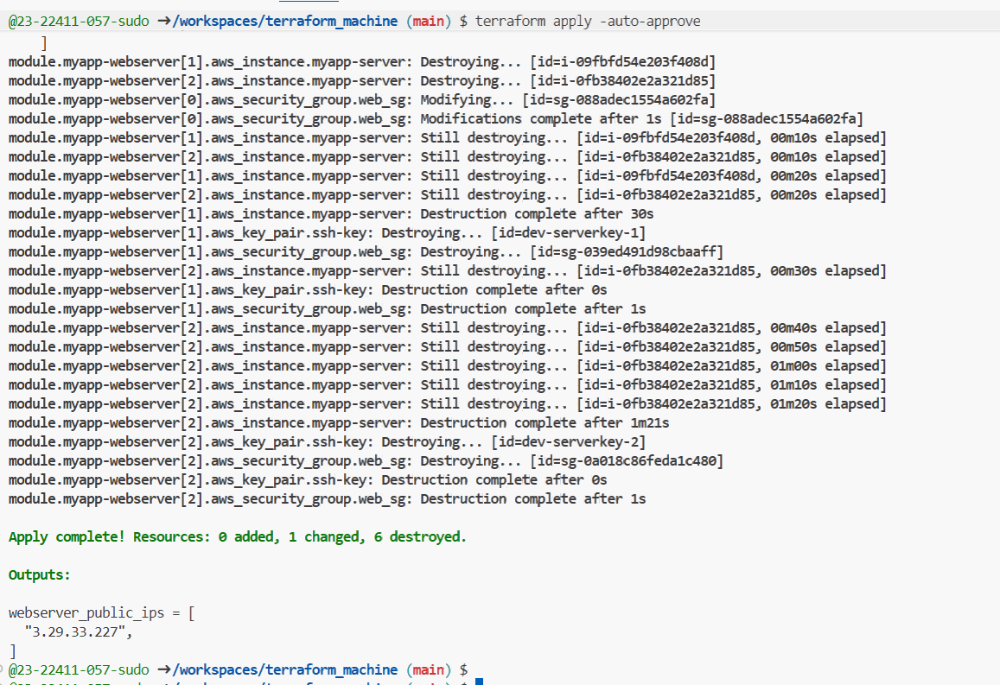 @23-22411-057-sudo ➜/workspaces/terraform_machine (main) $ terraform apply -auto-approve
    ]
module.myapp-webserver[1].aws_instance.myapp-server: Destroying... [id=i-09fbfd54e203f408d]
module.myapp-webserver[2].aws_instance.myapp-server: Destroying... [id=i-0fb38402e2a321d85]
module.myapp-webserver[0].aws_security_group.web_sg: Modifying... [id=sg-088adec1554a602fa]
module.myapp-webserver[0].aws_security_group.web_sg: Modifications complete after 1s [id=sg-088adec1554a602fa]
module.myapp-webserver[1].aws_instance.myapp-server: Still destroying... [id=i-09fbfd54e203f408d, 00m10s elapsed]
module.myapp-webserver[2].aws_instance.myapp-server: Still destroying... [id=i-0fb38402e2a321d85, 00m10s elapsed]
module.myapp-webserver[1].aws_instance.myapp-server: Still destroying... [id=i-09fbfd54e203f408d, 00m20s elapsed]
module.myapp-webserver[2].aws_instance.myapp-server: Still destroying... [id=i-0fb38402e2a321d85, 00m20s elapsed]
module.myapp-webserver[1].aws_instance.myapp-server: Destruction complete after 30s
module.myapp-webserver[1].aws_key_pair.ssh-key: Destroying... [id=dev-serverkey-1]
module.myapp-webserver[1].aws_security_group.web_sg: Destroying... [id=sg-039ed491d98cbaaff]
module.myapp-webserver[2].aws_instance.myapp-server: Still destroying... [id=i-0fb38402e2a321d85, 00m30s elapsed]
module.myapp-webserver[1].aws_key_pair.ssh-key: Destruction complete after 0s
module.myapp-webserver[1].aws_security_group.web_sg: Destruction complete after 1s
module.myapp-webserver[2].aws_instance.myapp-server: Still destroying... [id=i-0fb38402e2a321d85, 00m40s elapsed]
module.myapp-webserver[2].aws_instance.myapp-server: Still destroying... [id=i-0fb38402e2a321d85, 00m50s elapsed]
module.myapp-webserver[2].aws_instance.myapp-server: Still destroying... [id=i-0fb38402e2a321d85, 01m00s elapsed]
module.myapp-webserver[2].aws_instance.myapp-server: Still destroying... [id=i-0fb38402e2a321d85, 01m10s elapsed]
module.myapp-webserver[2].aws_instance.myapp-server: Still destroying... [id=i-0fb38402e2a321d85, 01m20s elapsed]
module.myapp-webserver[2].aws_instance.myapp-server: Destruction complete after 1m21s
module.myapp-webserver[2].aws_key_pair.ssh-key: Destroying... [id=dev-serverkey-2]
module.myapp-webserver[2].aws_security_group.web_sg: Destroying... [id=sg-0a018c86feda1c480]
module.myapp-webserver[2].aws_key_pair.ssh-key: Destruction complete after 0s
module.myapp-webserver[2].aws_security_group.web_sg: Destruction complete after 1s
Apply complete! Resources: 0 added, 1 changed, 6 destroyed.
Outputs:
webserver_public_ips = [
  "3.29.33.227",
]
@23-22411-057-sudo ➜/workspaces/terraform_machine (main) $